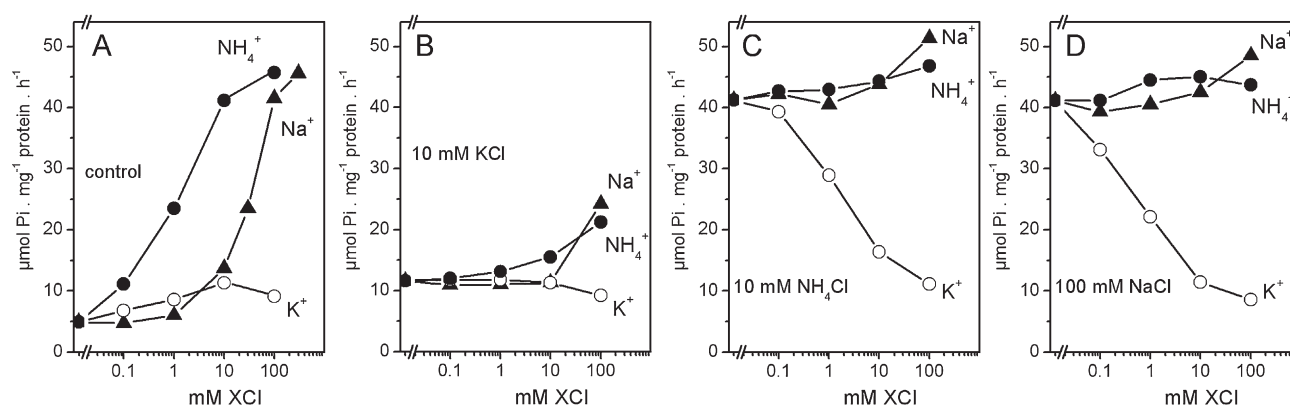 A
µmol Pi . mg⁻¹ protein . h⁻¹
50
40
30
20
10
0
NH₄⁺
Na⁺
control
K⁺
0.1 1 10 100
mM XCl
B
µmol Pi . mg⁻¹ protein . h⁻¹
50
40
30
20
10
0
10 mM KCl
Na⁺
NH₄⁺
K⁺
0.1 1 10 100
mM XCl
C
µmol Pi . mg⁻¹ protein . h⁻¹
50
40
30
20
10
0
Na⁺
NH₄⁺
10 mM NH₄Cl
K⁺
0.1 1 10 100
mM XCl
D
µmol Pi . mg⁻¹ protein . h⁻¹
50
40
30
20
10
0
Na⁺
NH₄⁺
100 mM NaCl
K⁺
0.1 1 10 100
mM XCl